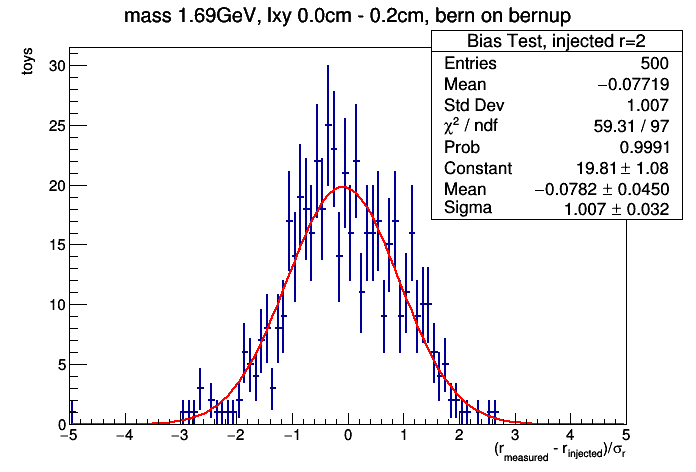 mass 1.69GeV, lxy 0.0cm - 0.2cm, bern on bernup
toys
Bias Test, injected r=2
Entries 500
Mean −0.07719
Std Dev 1.007
χ² / ndf 59.31 / 97
Prob 0.9991
Constant 19.81 ± 1.08
Mean −0.0782 ± 0.0450
Sigma 1.007 ± 0.032
30
25
20
15
10
5
0
−5 −4 −3 −2 −1 0 1 2 3 4 5
(r_measured - r_injected)/σ_r